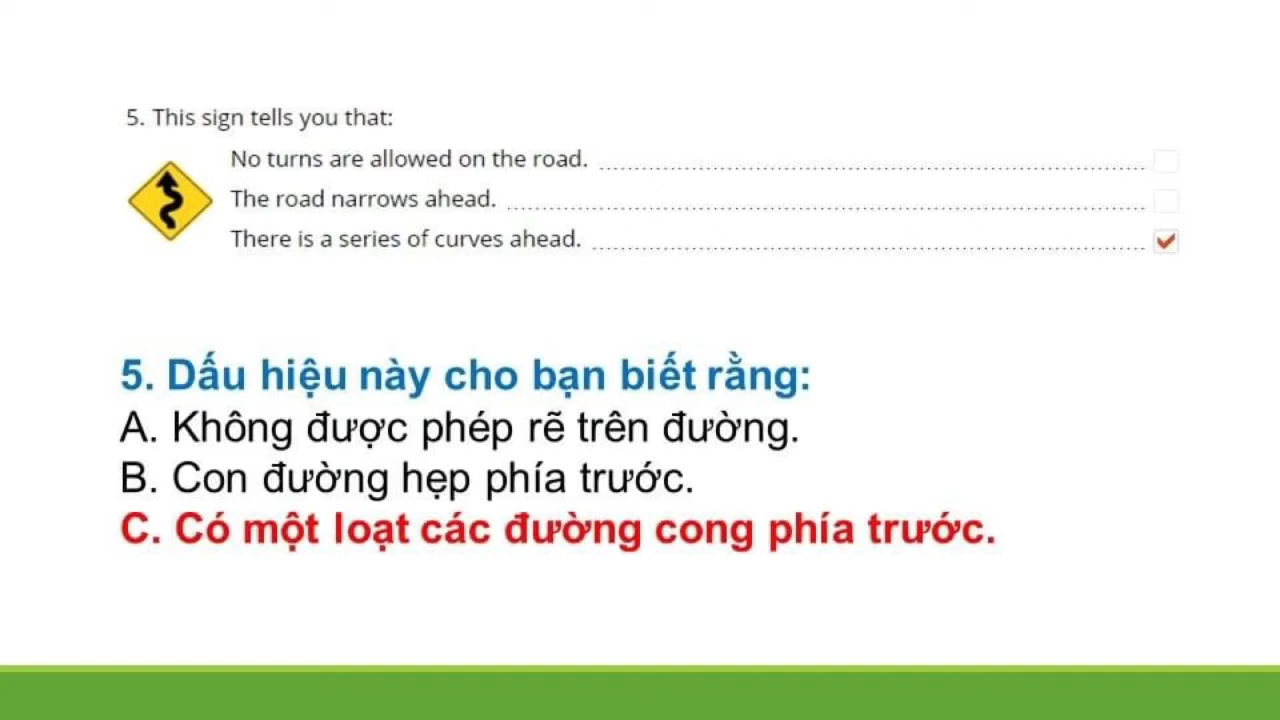 5. This sign tells you that:
No turns are allowed on the road.
The road narrows ahead.
There is a series of curves ahead.
5. Dấu hiệu này cho bạn biết rằng:
A. Không được phép rẽ trên đường.
B. Con đường hẹp phía trước.
C. Có một loạt các đường cong phía trước.